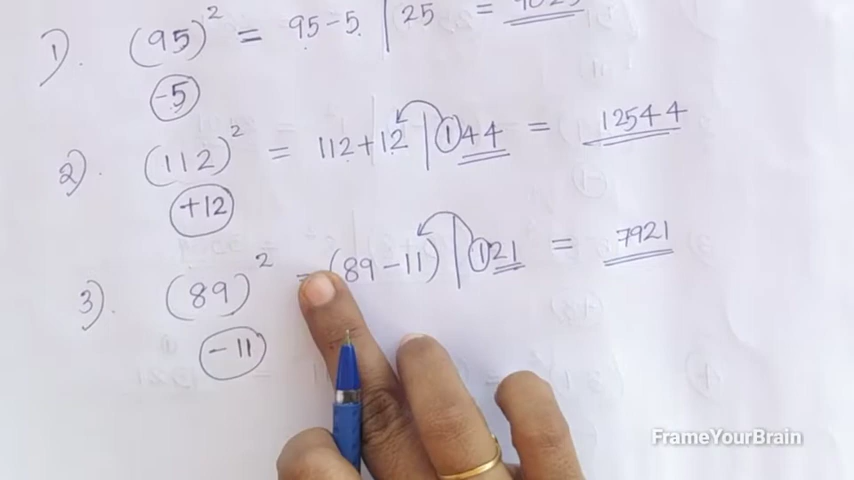 1). (95)² = 95-5 | 25 = 9025
-5
2). (112)² = 112+12 | 144 = 12544
+12
3). (89)² = (89-11) | 121 = 7921
-11
FrameYourBrain